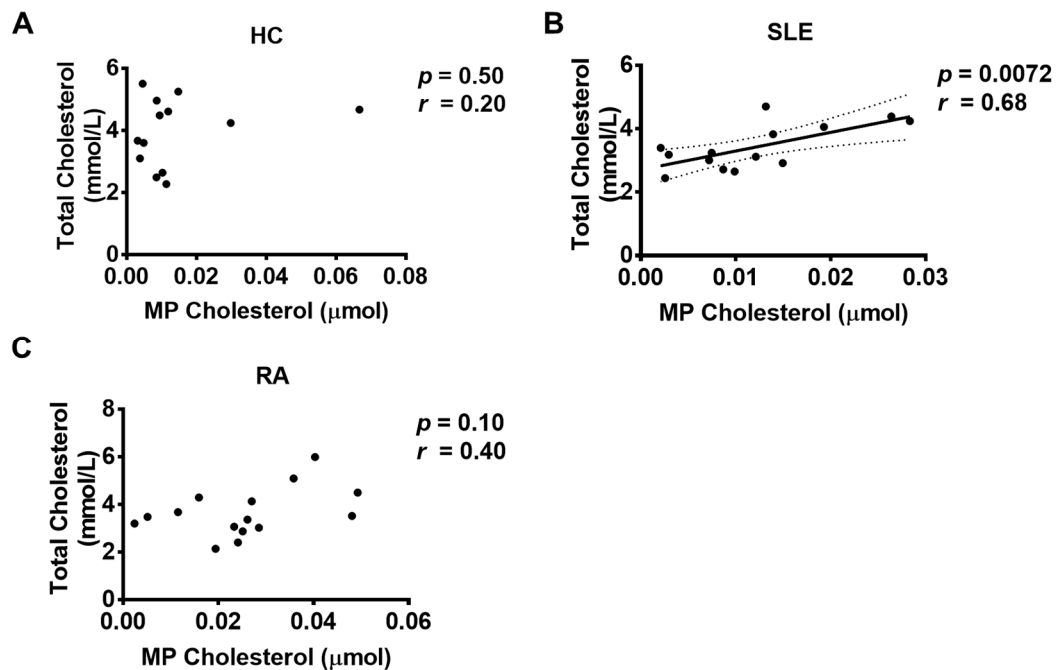 A
HC
p = 0.50
r = 0.20
Total Cholesterol
(mmol/L)
6
4
2
0
0.00 0.02 0.04 0.06 0.08
MP Cholesterol (μmol)
B
SLE
p = 0.0072
r = 0.68
Total Cholesterol
(mmol/L)
6
4
2
0
0.00 0.01 0.02 0.03
MP Cholesterol (μmol)
C
RA
p = 0.10
r = 0.40
Total Cholesterol
(mmol/L)
8
6
4
2
0
0.00 0.02 0.04 0.06
MP Cholesterol (μmol)